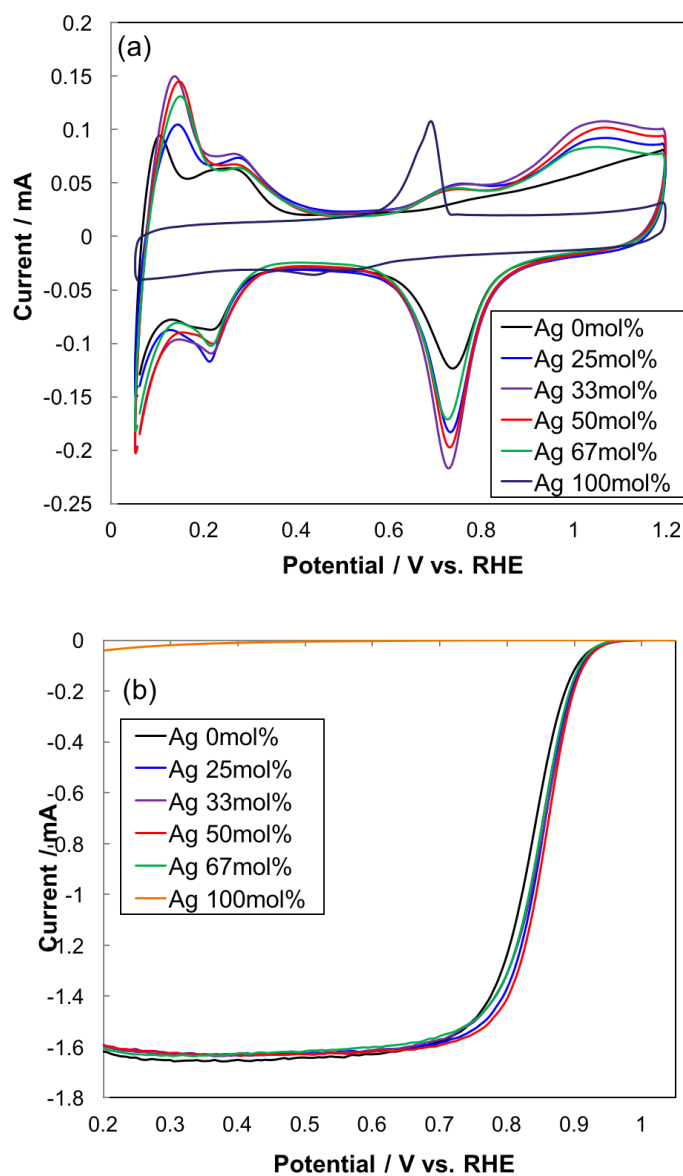 (a)
0.2
0.15
0.1
0.05
0
-0.05
-0.1
-0.15
-0.2
-0.25
Current / mA
Ag 0mol%
Ag 25mol%
Ag 33mol%
Ag 50mol%
Ag 67mol%
Ag 100mol%
0 0.2 0.4 0.6 0.8 1 1.2
Potential / V vs. RHE
(b)
0
-0.2
-0.4
-0.6
-0.8
-1
-1.2
-1.4
-1.6
-1.8
Current / mA
Ag 0mol%
Ag 25mol%
Ag 33mol%
Ag 50mol%
Ag 67mol%
Ag 100mol%
0.2 0.3 0.4 0.5 0.6 0.7 0.8 0.9 1
Potential / V vs. RHE